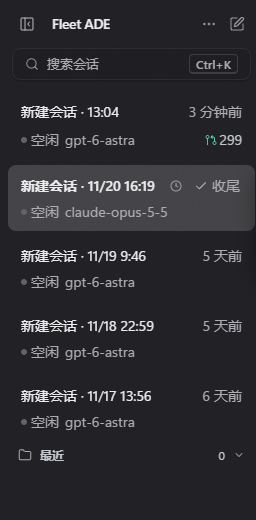 Fleet ADE
搜索会话 Ctrl+K
新建会话 · 13:04 3 分钟前
空闲 gpt-6-astra 299
新建会话 · 11/20 16:19 收尾
空闲 claude-opus-5-5
新建会话 · 11/19 9:46 5 天前
空闲 gpt-6-astra
新建会话 · 11/18 22:59 5 天前
空闲 gpt-6-astra
新建会话 · 11/17 13:56 6 天前
空闲 gpt-6-astra
最近 0